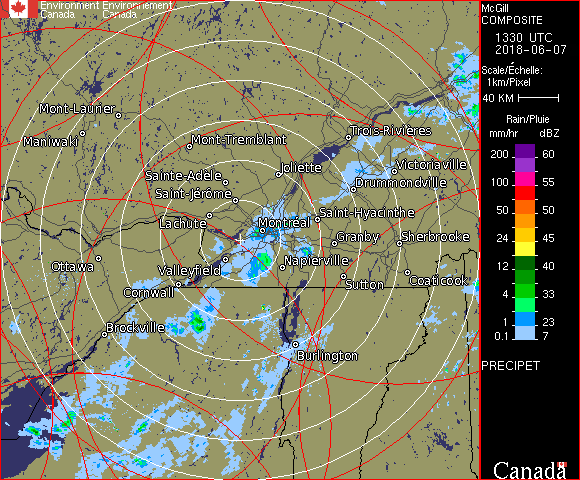 Environment Environnement
Canada Canada
McGill
COMPOSITE
1330 UTC
2018-06-07
Scale/Échelle:
1km/Pixel
40 KM
Rain/Pluie
mm/hr dBZ
200 60
100 55
50 50
24 45
12 40
4 33
1 23
0.1 7
PRECIPET
Canada
Mont-Laurier
Maniwaki
Mont-Tremblant
Trois-Rivières
Sainte-Adèle
Joliette
Victoriaville
Saint-Jérôme
Drummondville
Lachute
Montréal
Saint-Hyacinthe
Granby
Sherbrooke
Ottawa
Valleyfield
Napierville
Cornwall
Sutton
Coaticook
Brockville
Burlington